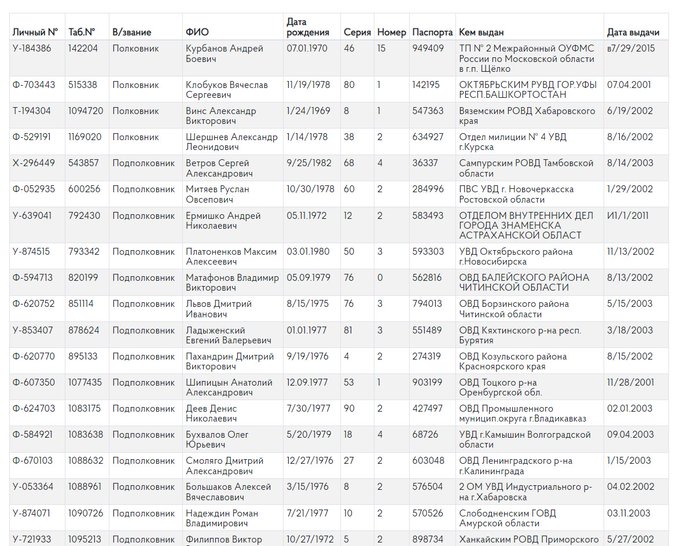 Дата
Личный № Таб.№ В/звание ФИО рождения Серия Номер Паспорта Кем выдан Дата выдачи
У-184386 142204 Полковник Курбанов Андрей 07.01.1970 46 15 949409 ТП № 2 Межрайонный ОУФМС в7/29/2015
Боевич России по Московской области
в г.п. Щёлко
Ф-703443 515338 Полковник Клобуков Вячеслав 11/19/1978 80 1 142195 ОКТЯБРЬСКИМ РУВД ГОР.УФЫ 07.04.2001
Сергеевич РЕСП.БАШКОРТОСТАН
Т-194304 1094720 Полковник Винс Александр 1/24/1969 8 1 547363 Вяземским РОВД Хабаровского 6/19/2002
Викторович края
Ф-529191 1169020 Полковник Шершнев Александр 1/14/1978 38 2 634927 Отдел милиции № 4 УВД 8/16/2002
Леонидович г.Курска
Х-296449 543857 Подполковник Ветров Сергей 9/25/1982 68 4 36337 Сампурским РОВД Тамбовской 8/14/2003
Александрович области
Ф-052935 600256 Подполковник Митяев Руслан 10/30/1978 60 2 284996 ПВС УВД г. Новочеркасска 1/29/2002
Овсепович Ростовской области
У-639041 792430 Подполковник Ермишко Андрей 05.11.1972 12 2 583493 ОТДЕЛОМ ВНУТРЕННИХ ДЕЛ И1/1/2011
Николаевич ГОРОДА ЗНАМЕНСКА
АСТРАХАНСКОЙ ОБЛАСТ
У-874515 793342 Подполковник Платоненков Максим 03.01.1980 50 3 593303 УВД Октябрьского района 11/13/2002
Алексеевич г.Новосибирска
Ф-594713 820199 Подполковник Матафонов Владимир 05.09.1979 76 0 562816 ОВД БАЛЕЙСКОГО РАЙОНА 8/13/2002
Викторович ЧИТИНСКОЙ ОБЛАСТИ
Ф-620752 851114 Подполковник Львов Дмитрий 8/15/1975 76 3 794013 ОВД Борзинского района 5/15/2003
Иванович Читинской области
У-853407 878624 Подполковник Ладыженский 01.01.1977 81 3 551489 ОВД Кяхтинского р-на респ. 3/18/2003
Евгений Валерьевич Бурятия
Ф-620770 895133 Подполковник Пахандрин Дмитрий 9/19/1976 4 2 274319 ОВД Козульского района 8/15/2002
Викторович Красноярского края
Ф-607350 1077435 Подполковник Шипицын Анатолий 12.09.1977 53 1 903199 ОВД Тоцкого р-на 11/28/2001
Александрович Оренбургской обл.
Ф-624703 1083175 Подполковник Деев Денис 7/30/1977 90 2 427497 ОВД Промышленного 02.01.2003
Николаевич муницип.округа г.Владикавказ
Ф-584921 1083638 Подполковник Бухвалов Олег 5/20/1979 18 4 68726 УВД г.Камышин Волгоградской 09.04.2003
Юрьевич области
Ф-670103 1088632 Подполковник Смоляго Дмитрий 12/27/1976 27 2 603048 ОВД Ленинградского р-на 1/15/2003
Александрович г.Калининграда
У-053364 1088961 Подполковник Большаков Алексей 3/15/1976 8 2 576504 2 ОМ УВД Индустриального р- 04.02.2002
Вячеславович на г.Хабаровска
У-874071 1090726 Подполковник Надеждин Роман 7/21/1977 10 2 570526 Слободненским ГОВД 03.11.2003
Владимирович Амурской области
У-721933 1095213 Подполковник Филиппов Виктор 10/27/1972 5 2 898734 Ханкайским РОВД Приморского 5/27/2002